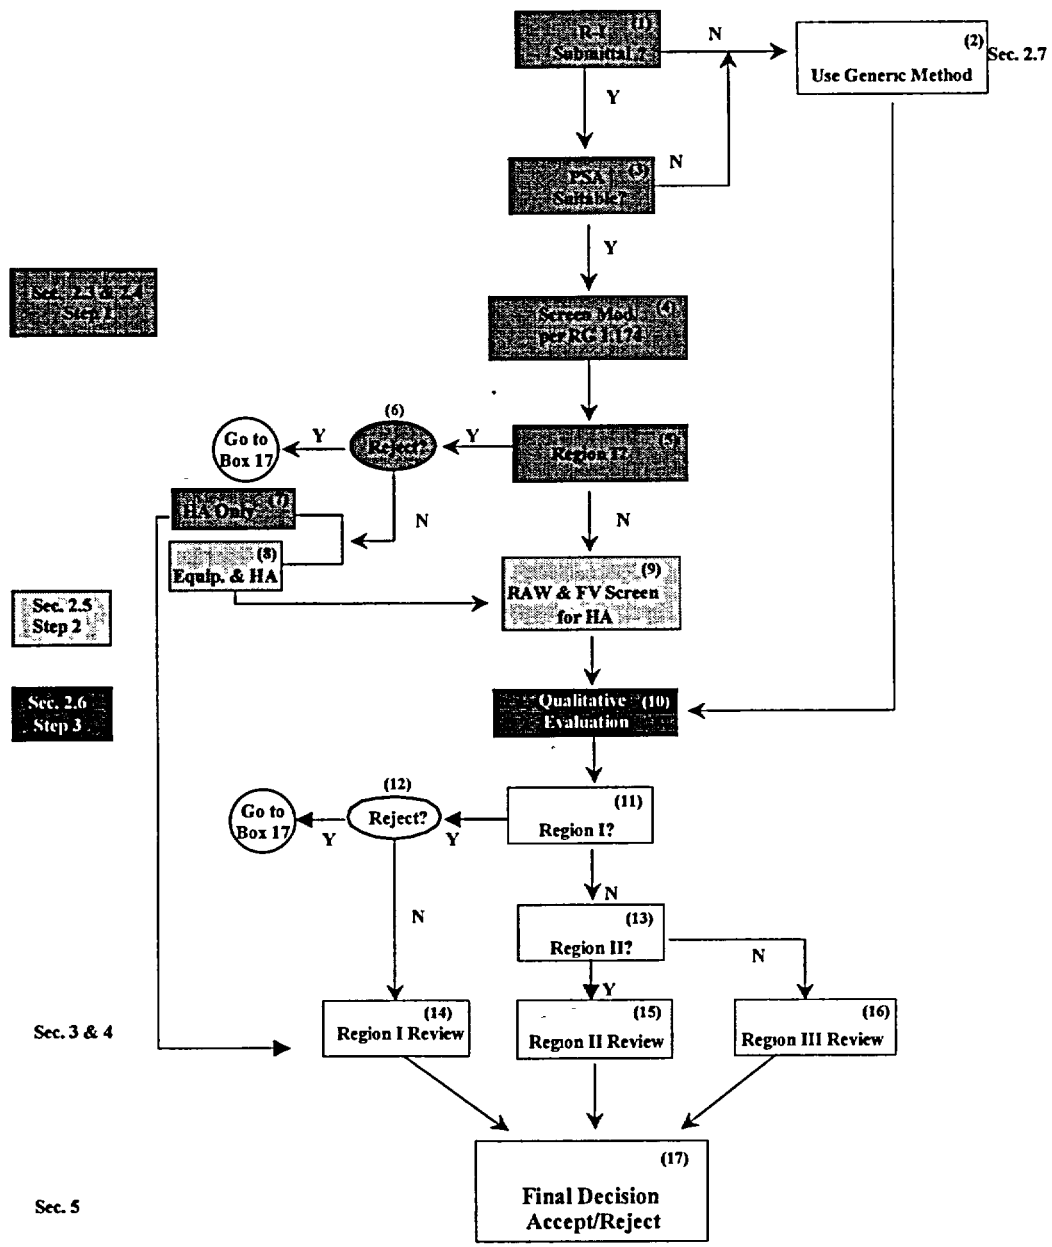 (1)
R-I
Submittal ?
N
(2)
Use Generic Method
Sec. 2.7
Y
N
PSA (3)
Suitable?
Y
Sec. 2.3 & 2.4
Step 1
Screen Mod. (4)
per RG 1.174
(6)
Go to
Box 17
Y
Reject?
Y
(5)
Region I?
(7)
HA Only
N
N
(8)
Equip. & HA
(9)
RAW & FV Screen
for HA
Sec. 2.5
Step 2
Sec. 2.6
Step 3
Qualitative (10)
Evaluation
(12)
Go to
Box 17
Y
Reject?
Y
(11)
Region I?
N
N
(13)
Region II?
N
Y
Sec. 3 & 4
(14)
Region I Review
(15)
Region II Review
(16)
Region III Review
(17)
Final Decision
Accept/Reject
Sec. 5